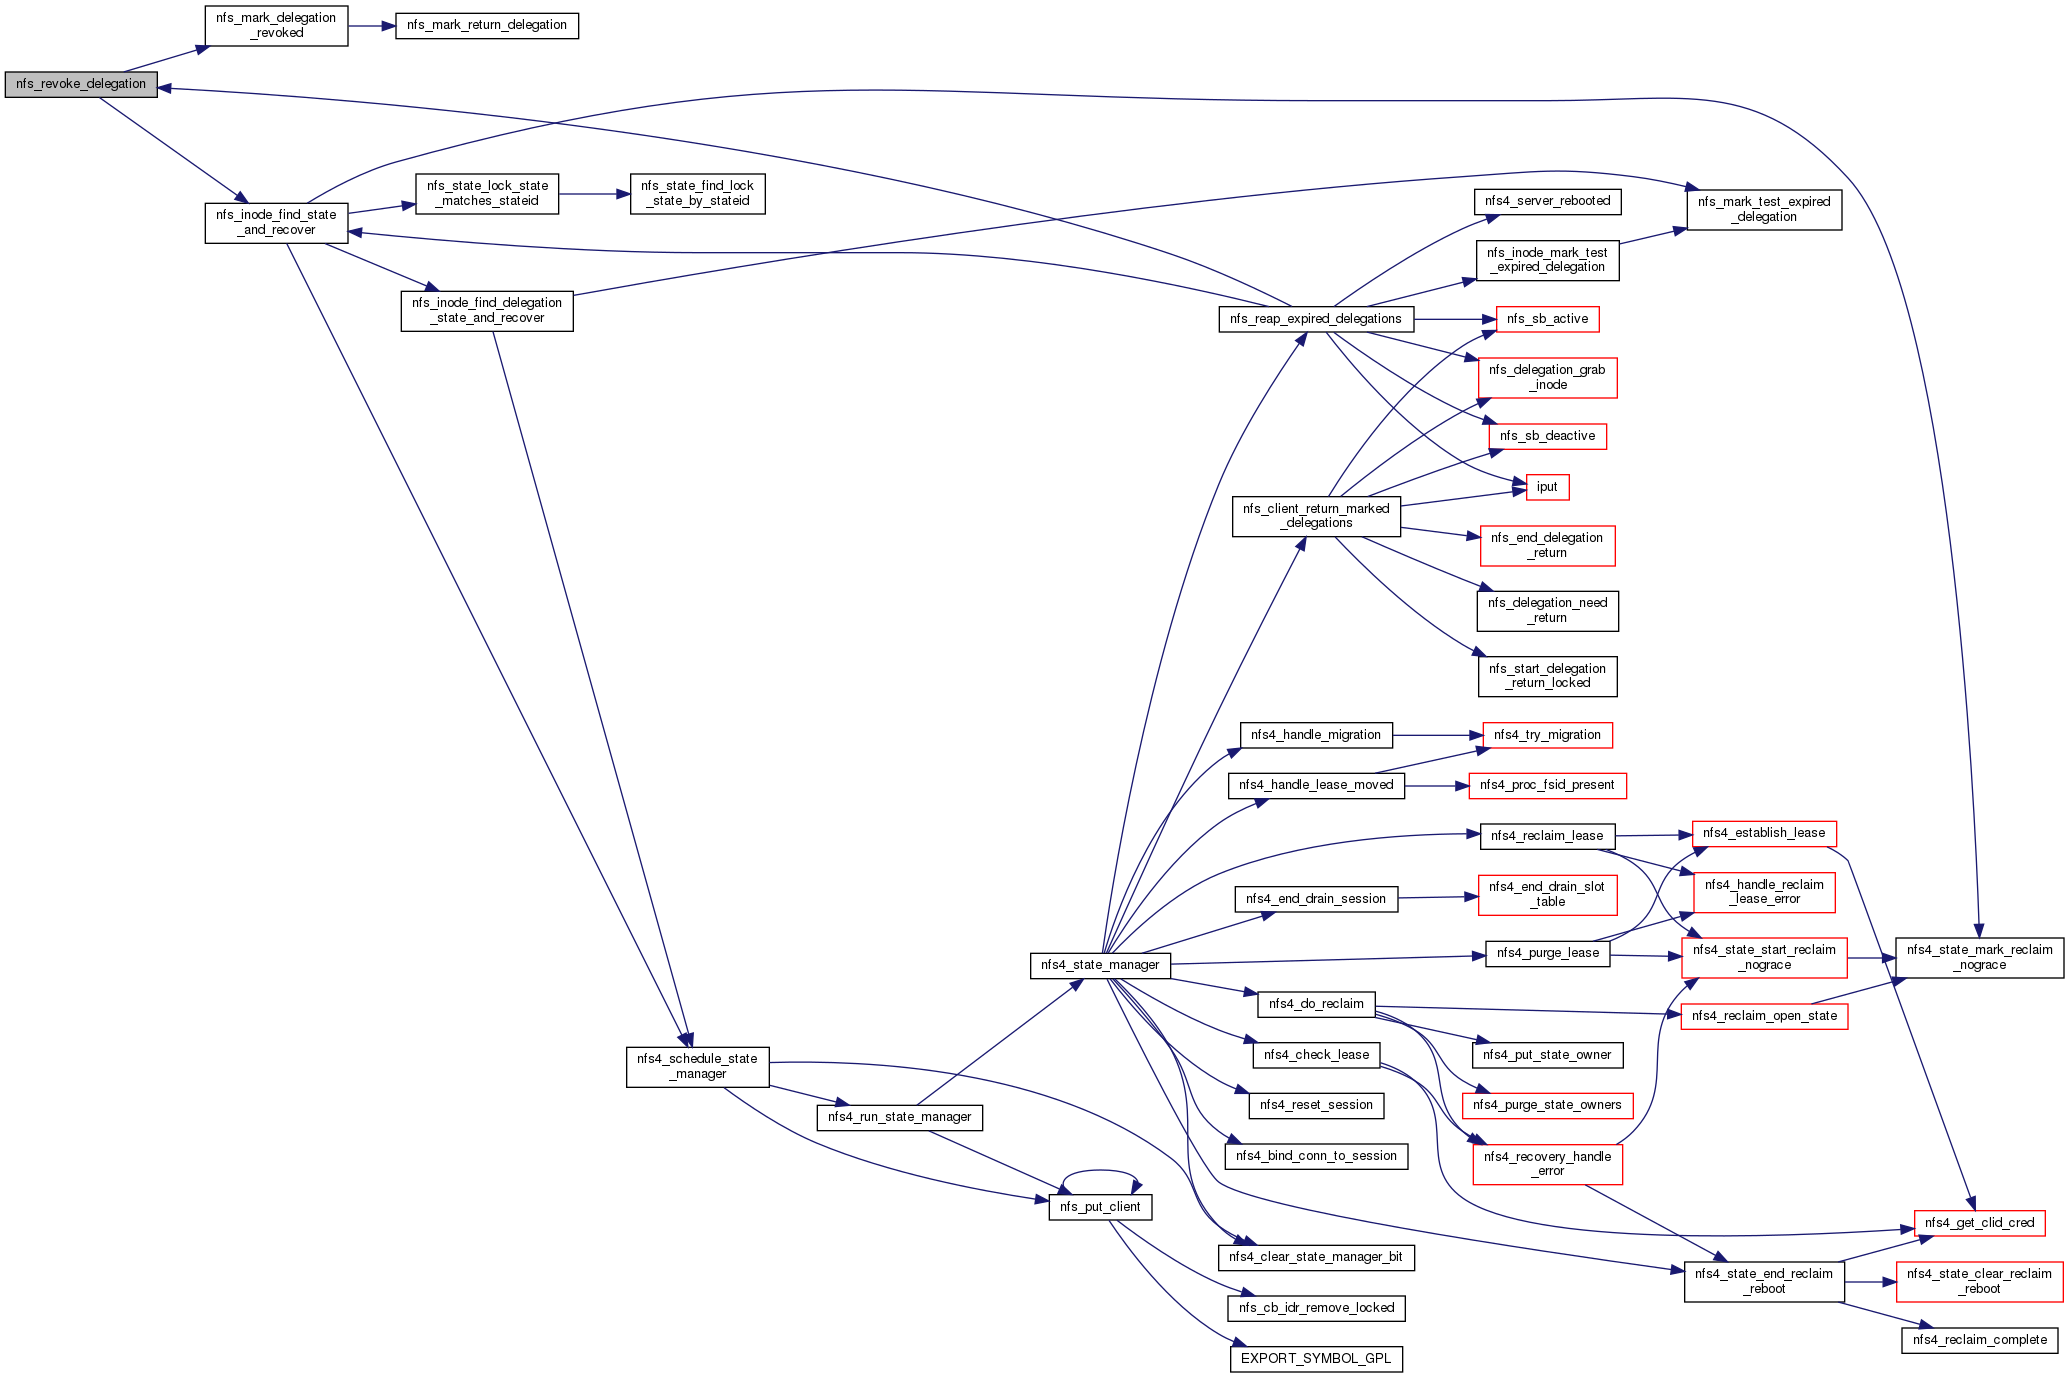 nfs_mark_delegation
_revoked
nfs_mark_return_delegation
nfs_revoke_delegation
nfs_state_lock_state
_matches_stateid
nfs_state_find_lock
_state_by_stateid
nfs_inode_find_state
_and_recover
nfs_inode_find_delegation
_state_and_recover
nfs4_server_rebooted
nfs_mark_test_expired
_delegation
nfs_inode_mark_test
_expired_delegation
nfs_reap_expired_delegations
nfs_sb_active
nfs_delegation_grab
_inode
nfs_sb_deactive
iput
nfs_client_return_marked
_delegations
nfs_end_delegation
_return
nfs_delegation_need
_return
nfs_start_delegation
_return_locked
nfs4_handle_migration
nfs4_try_migration
nfs4_handle_lease_moved
nfs4_proc_fsid_present
nfs4_reclaim_lease
nfs4_establish_lease
nfs4_handle_reclaim
_lease_error
nfs4_end_drain_session
nfs4_end_drain_slot
_table
nfs4_state_manager
nfs4_purge_lease
nfs4_state_start_reclaim
_nograce
nfs4_state_mark_reclaim
_nograce
nfs4_do_reclaim
nfs4_reclaim_open_state
nfs4_check_lease
nfs4_put_state_owner
nfs4_schedule_state
_manager
nfs4_run_state_manager
nfs4_reset_session
nfs4_purge_state_owners
nfs4_bind_conn_to_session
nfs4_recovery_handle
_error
nfs_put_client
nfs4_get_clid_cred
nfs4_clear_state_manager_bit
nfs4_state_end_reclaim
_reboot
nfs4_state_clear_reclaim
_reboot
nfs_cb_idr_remove_locked
nfs4_reclaim_complete
EXPORT_SYMBOL_GPL